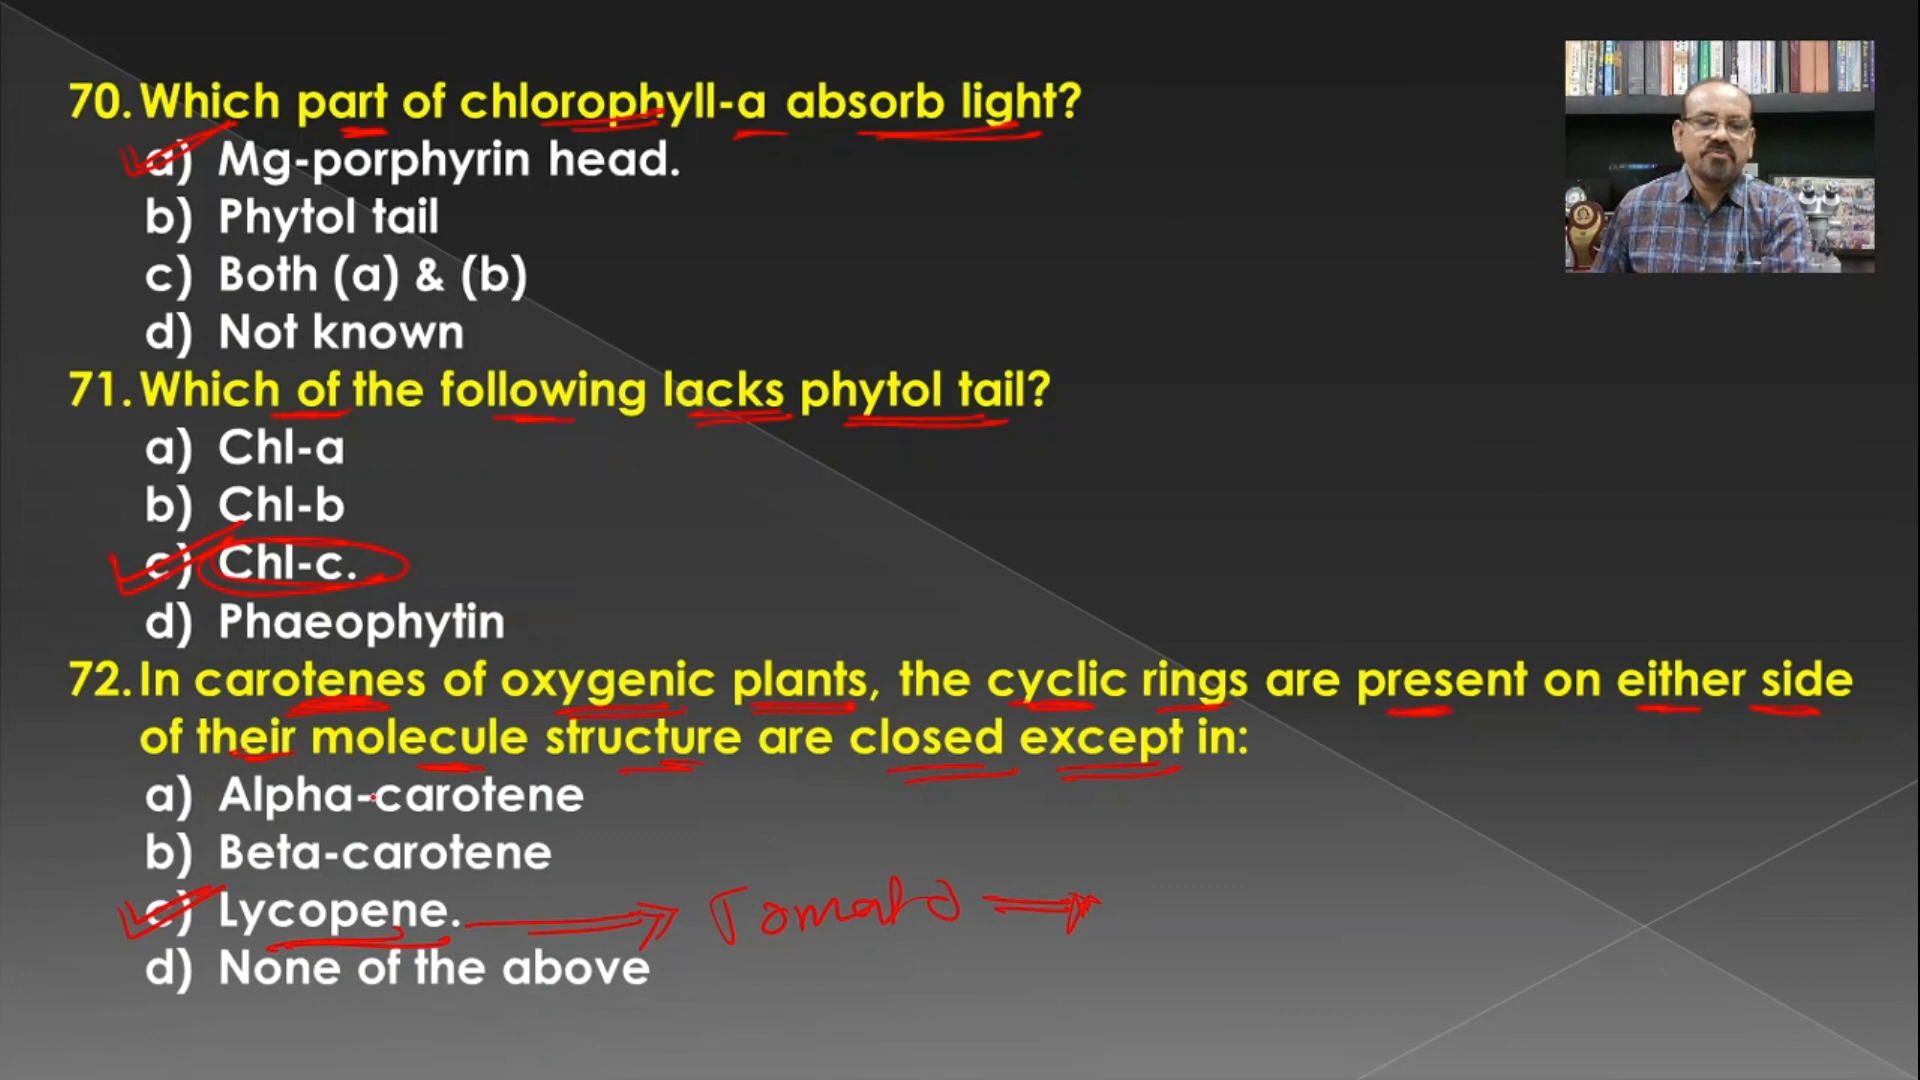 70. Which part of chlorophyll-a absorb light?
a) Mg-porphyrin head.
b) Phytol tail
c) Both (a) & (b)
d) Not known
71. Which of the following lacks phytol tail?
a) Chl-a
b) Chl-b
c) Chl-c.
d) Phaeophytin
72. In carotenes of oxygenic plants, the cyclic rings are present on either side
of their molecule structure are closed except in:
a) Alpha-carotene
b) Beta-carotene
c) Lycopene. Tomato
d) None of the above